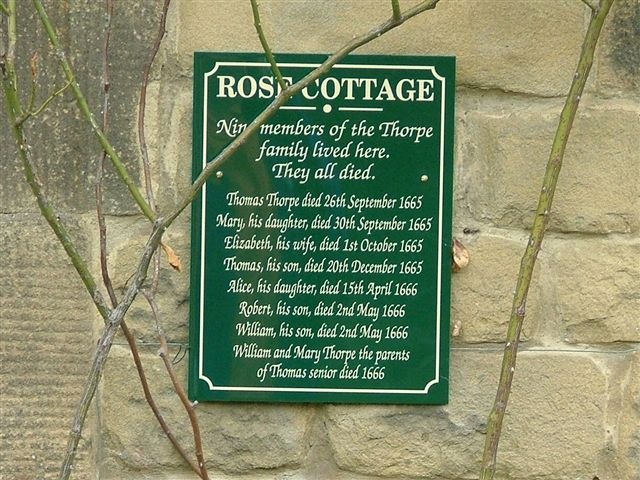 ROSE COTTAGE
Nine members of the Thorpe
family lived here.
They all died.
Thomas Thorpe died 26th September 1665
Mary, his daughter, died 30th September 1665
Elizabeth, his wife, died 1st October 1665
Thomas, his son, died 20th December 1665
Alice, his daughter, died 15th April 1666
Robert, his son, died 2nd May 1666
William, his son, died 2nd May 1666
William and Mary Thorpe the parents
of Thomas senior died 1666